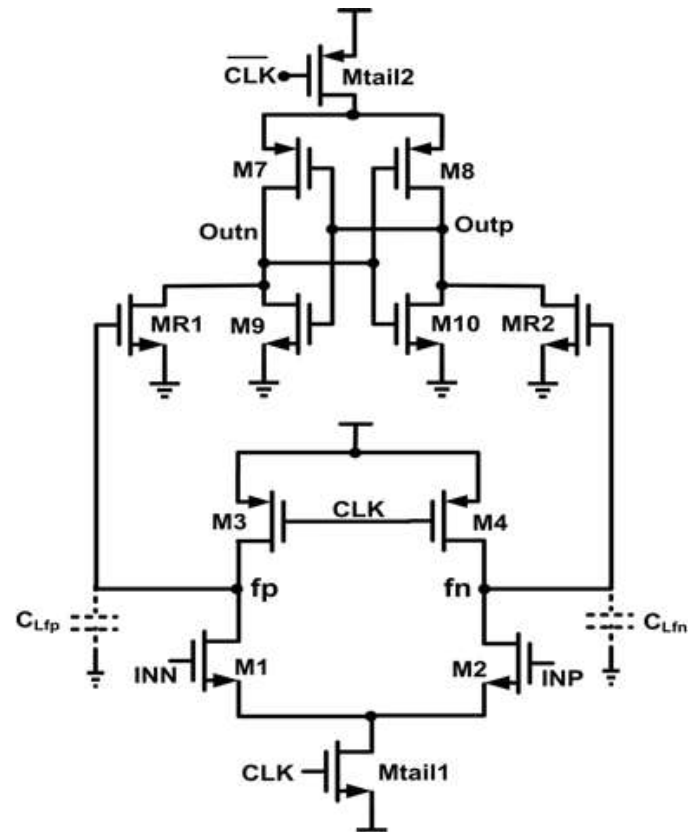 CLK
Mtail2
M7
M8
Outn
Outp
MR1
M9
M10
MR2
M3
CLK
M4
fp
fn
CLfp
CLfn
INN
M1
M2
INP
CLK
Mtail1